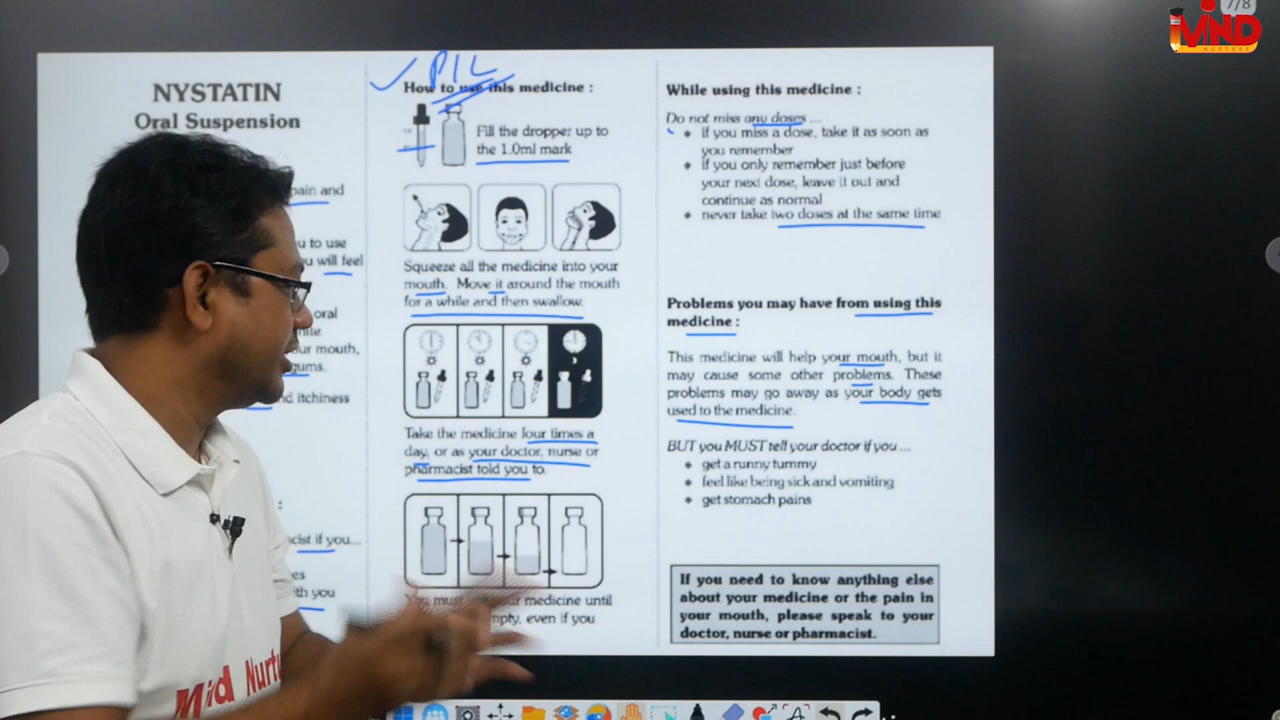 7/8
MIND
NURTURE
NYSTATIN
Oral Suspension
pain and
u to use
u will feel
oral
ur mouth,
gums.
nd itchiness
:
cist if you...
es
th you
PIL
How to use this medicine :
Fill the dropper up to
the 1.0ml mark
Squeeze all the medicine into your
mouth. Move it around the mouth
for a while and then swallow.
Take the medicine four times a
day, or as your doctor, nurse or
pharmacist told you to.
must medicine until
mpty, even if you
While using this medicine :
Do not miss any doses ...
• if you miss a dose, take it as soon as
you remember
• if you only remember just before
your next dose, leave it out and
continue as normal
• never take two doses at the same time
Problems you may have from using this
medicine :
This medicine will help your mouth, but it
may cause some other problems. These
problems may go away as your body gets
used to the medicine.
BUT you MUST tell your doctor if you ...
• get a runny tummy
• feel like being sick and vomiting
• get stomach pains
If you need to know anything else
about your medicine or the pain in
your mouth, please speak to your
doctor, nurse or pharmacist.
Mind Nurtu